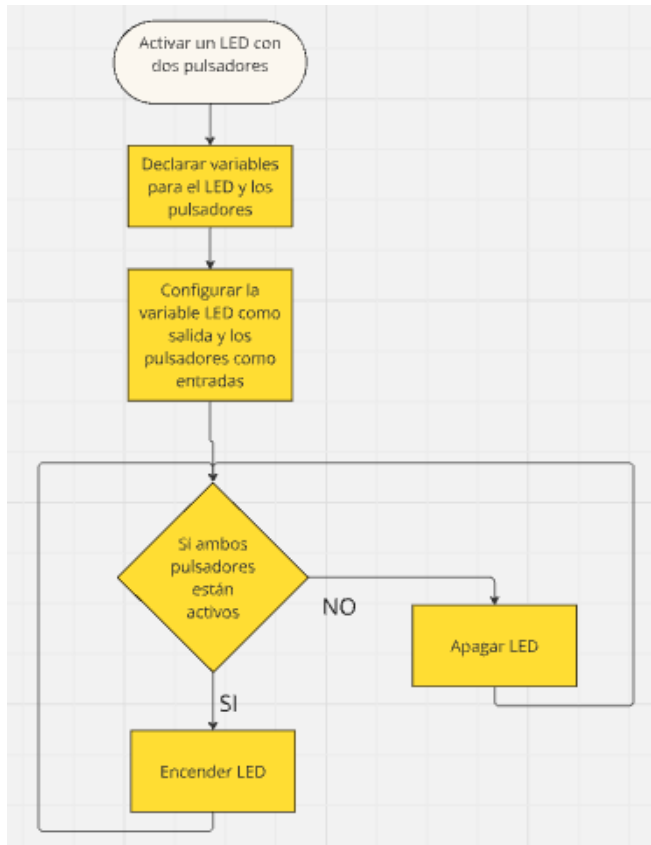 Activar un LED con
dos pulsadores
Declarar variables
para el LED y los
pulsadores
Configurar la
variable LED como
salida y los
pulsadores como
entradas
Si ambos
pulsadores
están
activos
NO
Apagar LED
SI
Encender LED